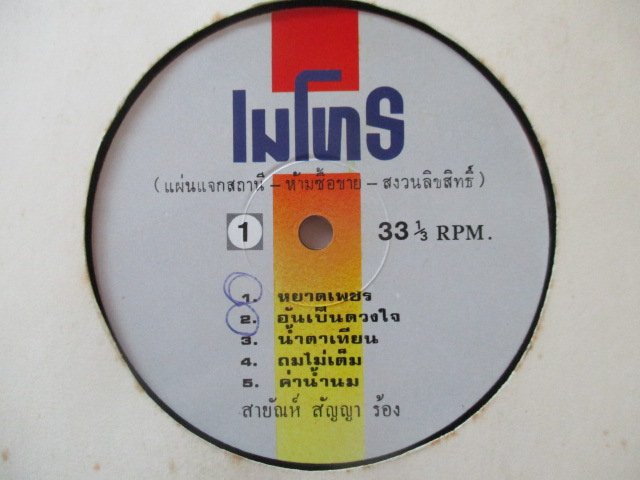 เมโทร
(แผ่นแจกสถานี - ห้ามซื้อขาย - สงวนลิขสิทธิ์)
1 33 ⅓ RPM.
1. หยาดเพชร
2. อุ้นเป็นดวงใจ
3. น้ำตาเทียน
4. ถมไม่เต็ม
5. ค่าน้ำนม
สายัณห์ สัญญา ร้อง